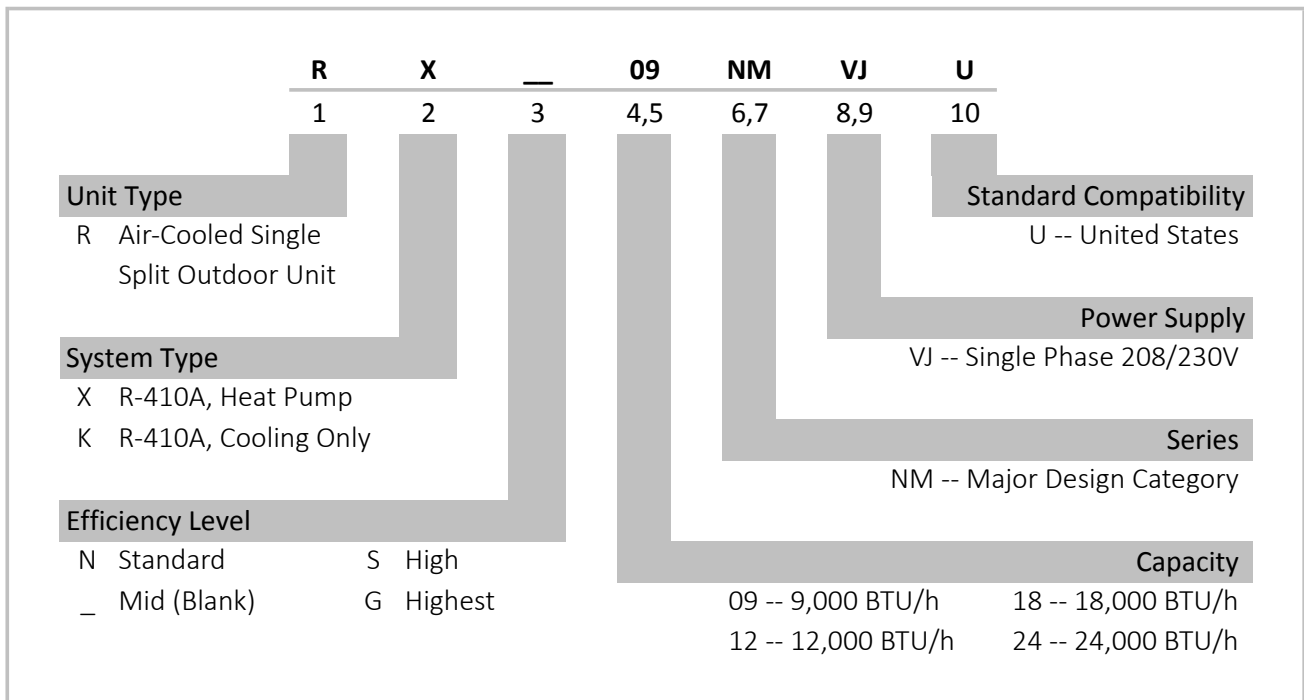 R X __ 09 NM VJ U
1 2 3 4,5 6,7 8,9 10
Unit Type
R Air-Cooled Single
Split Outdoor Unit
System Type
X R-410A, Heat Pump
K R-410A, Cooling Only
Efficiency Level
N Standard S High
_ Mid (Blank) G Highest
Standard Compatibility
U -- United States
Power Supply
VJ -- Single Phase 208/230V
Series
NM -- Major Design Category
Capacity
09 -- 9,000 BTU/h 18 -- 18,000 BTU/h
12 -- 12,000 BTU/h 24 -- 24,000 BTU/h